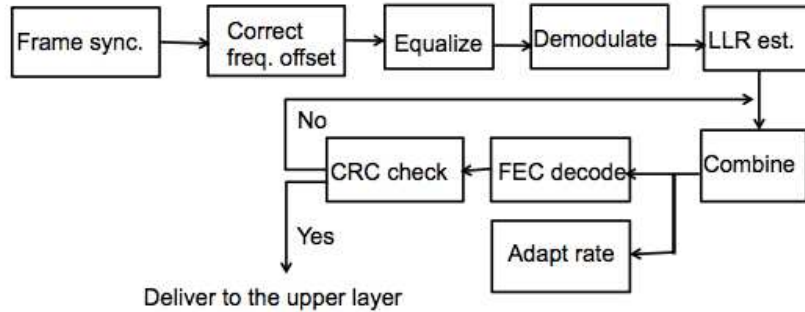 Frame sync.
Correct
freq. offset
Equalize
Demodulate
LLR est.
No
CRC check
FEC decode
Combine
Yes
Adapt rate
Deliver to the upper layer